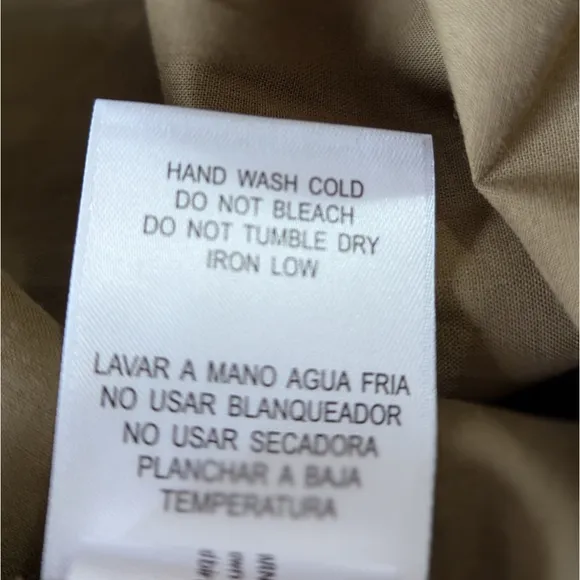 HAND WASH COLD
DO NOT BLEACH
DO NOT TUMBLE DRY
IRON LOW
LAVAR A MANO AGUA FRIA
NO USAR BLANQUEADOR
NO USAR SECADORA
PLANCHAR A BAJA
TEMPERATURA